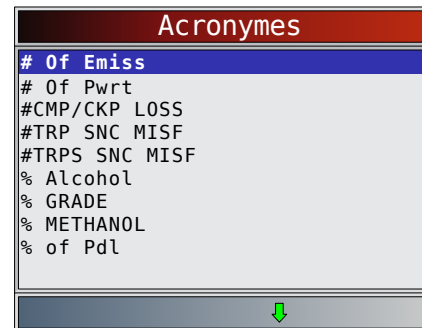 Acronymes
# Of Emiss
# Of Pwrt
#CMP/CKP LOSS
#TRP SNC MISF
#TRPS SNC MISF
% Alcohol
% GRADE
% METHANOL
% of Pdl